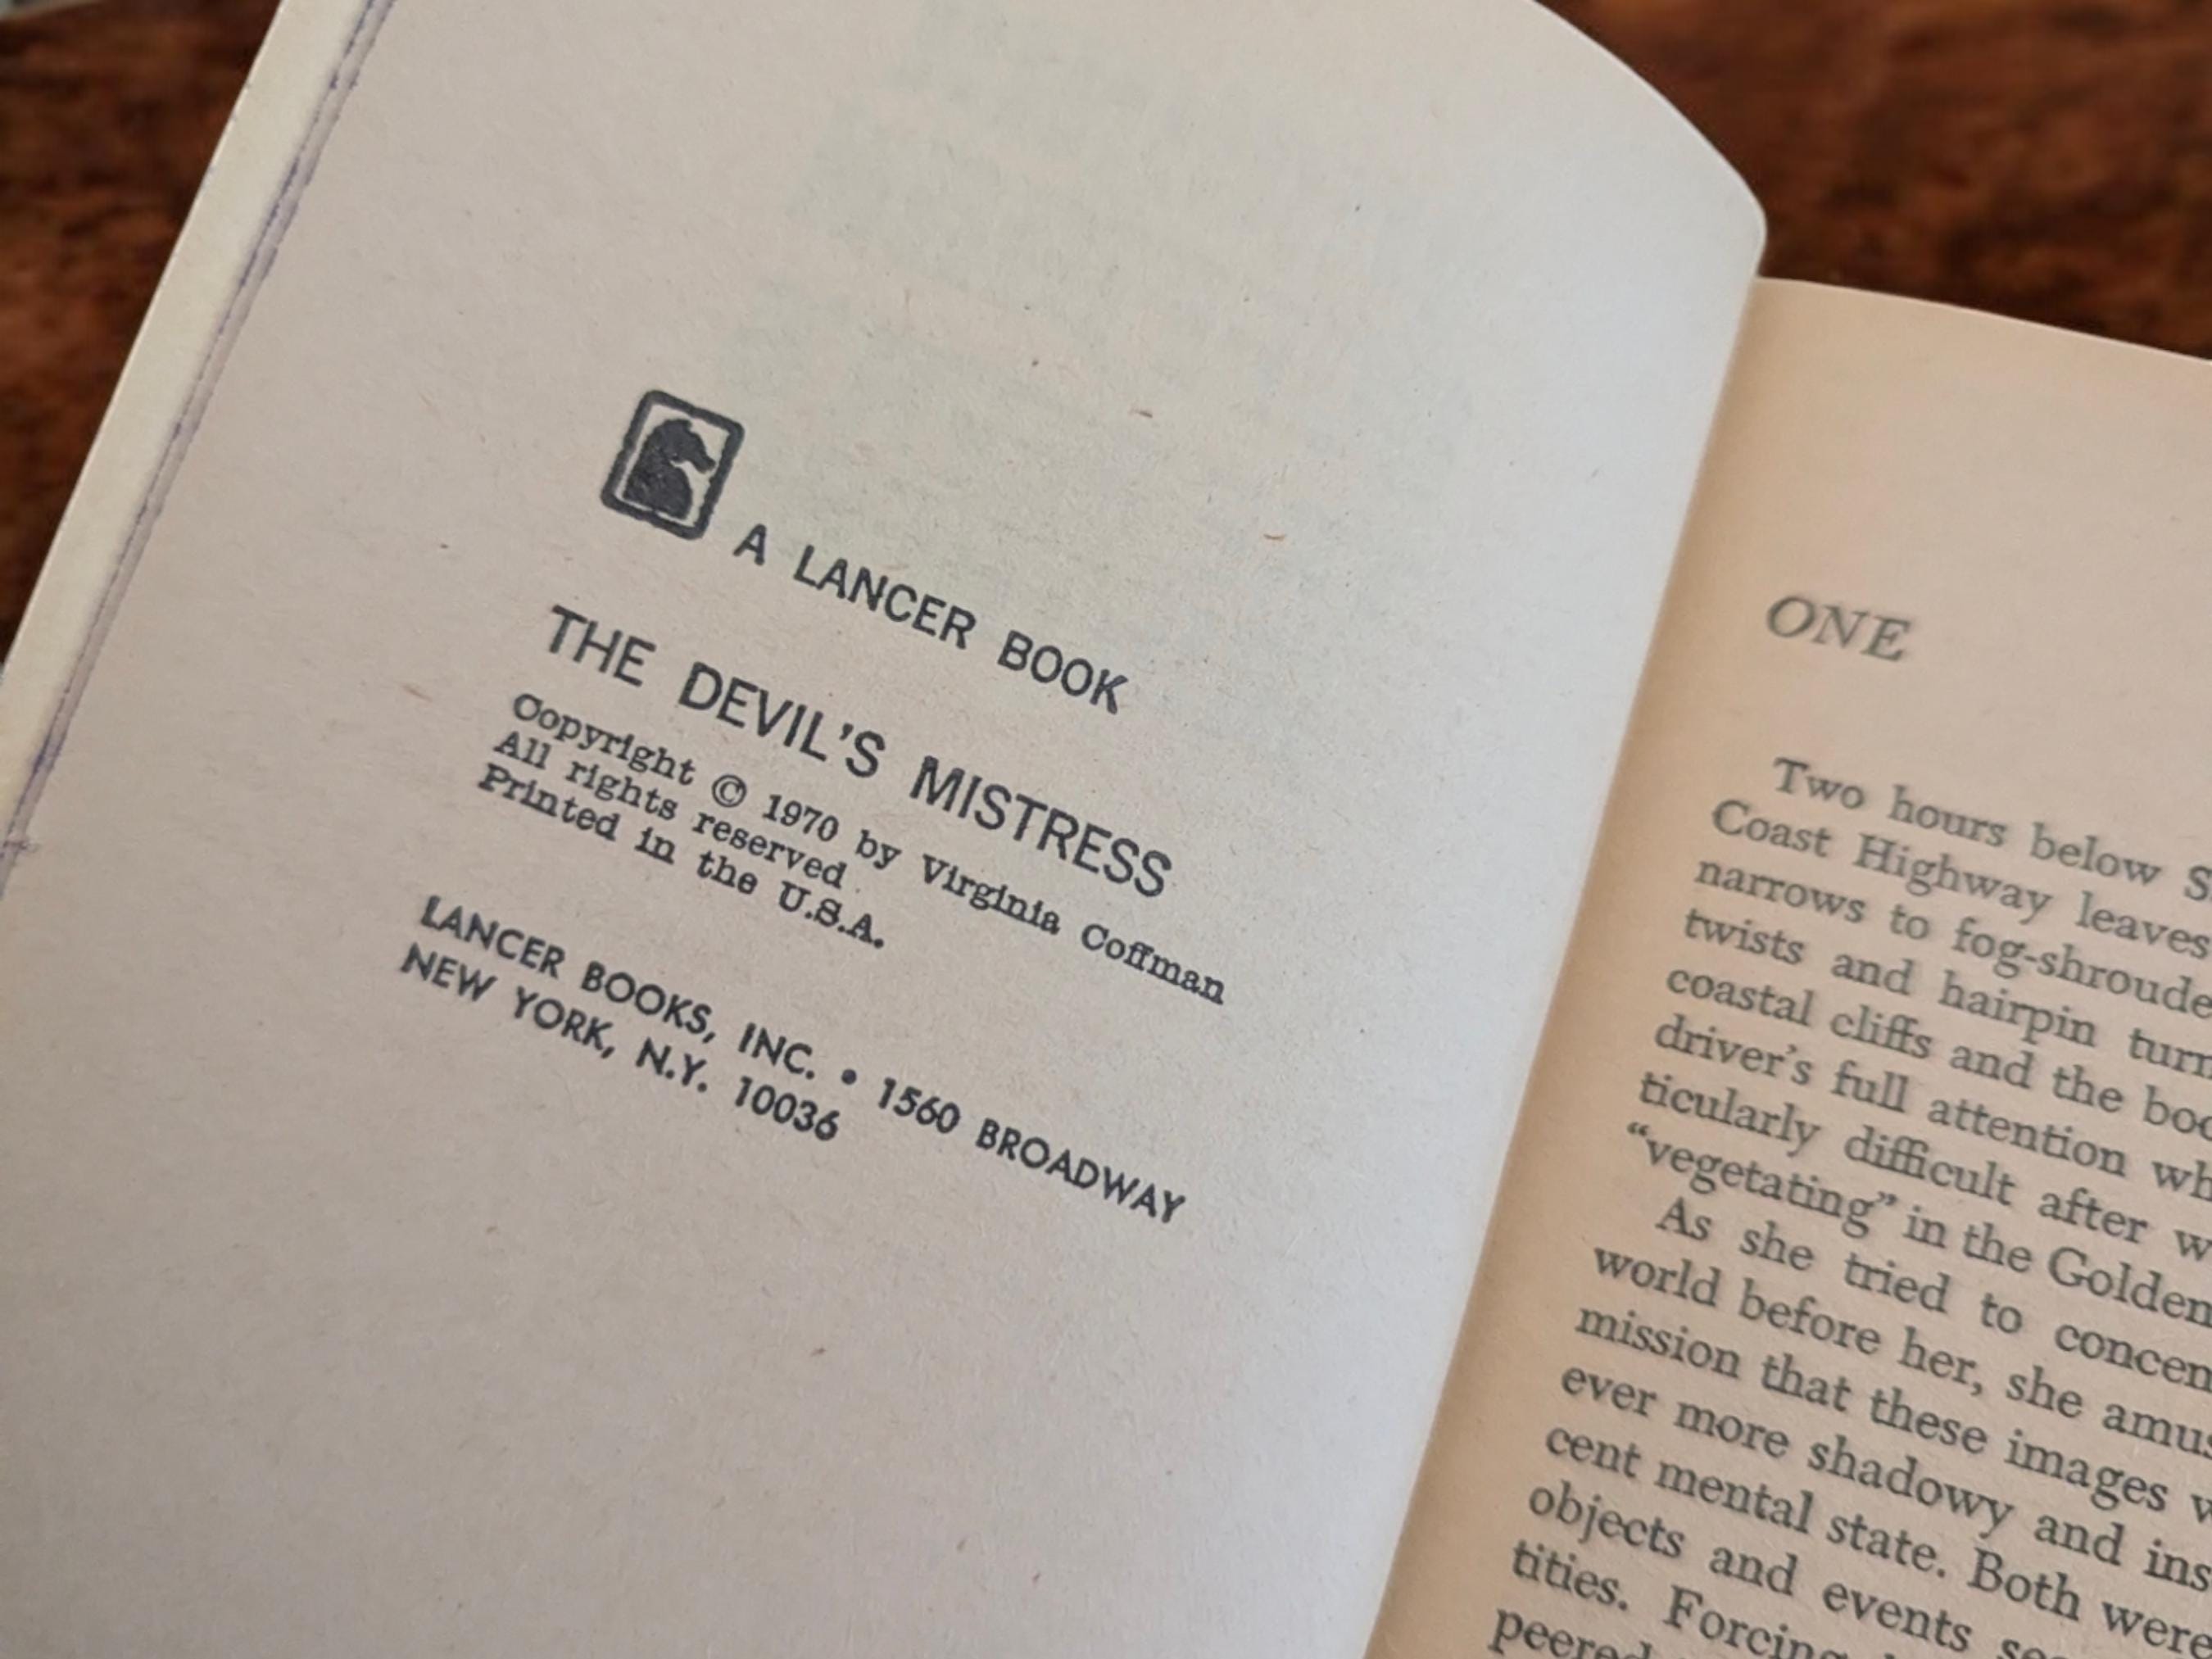 A LANCER BOOK
THE DEVIL'S MISTRESS
Copyright © 1970 by Virginia Coffman
All rights reserved
Printed in the U.S.A.
LANCER BOOKS, INC. • 1560 BROADWAY
NEW YORK, N.Y. 10036
ONE
Two hours below
Coast Highway leaves
narrows to
twists and hairpin
coastal cliffs and the
driver's full attention
ticularly difficult after
"vegetating" in the Golden
As she tried to
world before her, she
mission that these images
ever more shadowy and
cent mental state. Both were
objects and events
tities. Forcing
peered